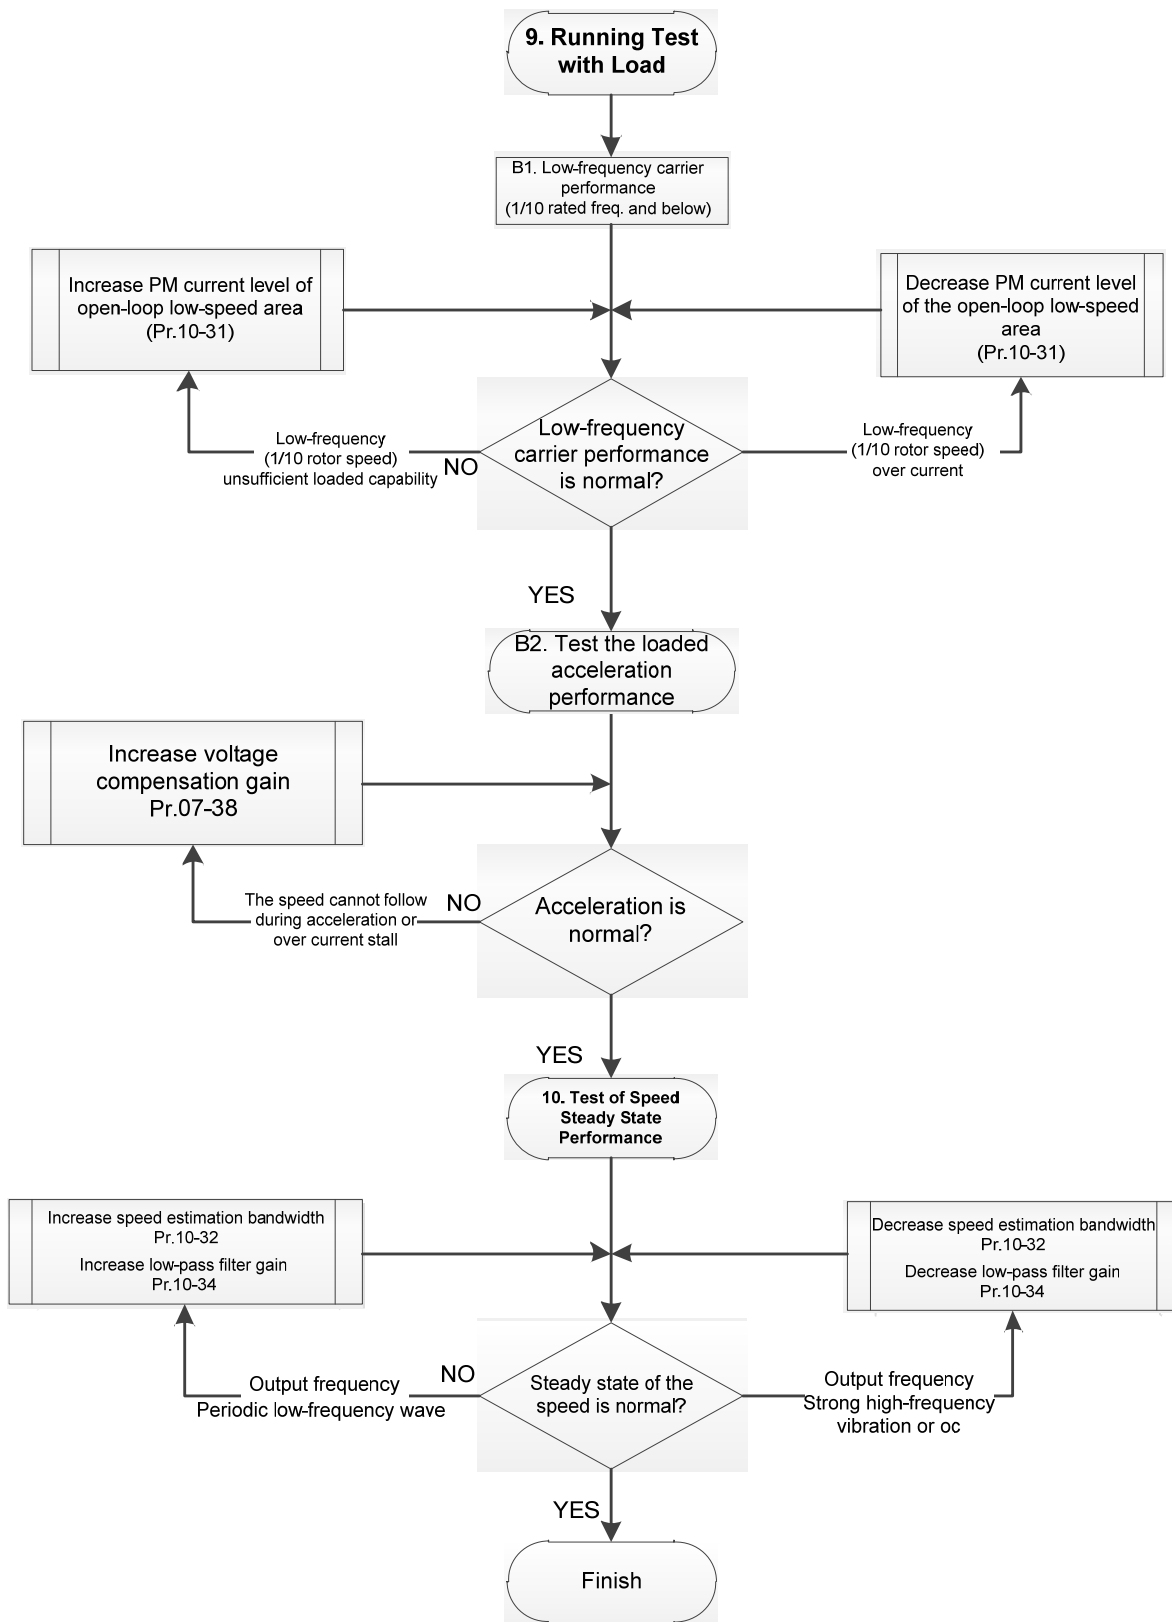 9. Running Test
with Load
B1. Low-frequency carrier
performance
(1/10 rated freq. and below)
Increase PM current level of
open-loop low-speed area
(Pr.10-31)
Decrease PM current level
of the open-loop low-speed
area
(Pr.10-31)
Low-frequency
carrier performance
is normal?
Low-frequency
(1/10 rotor speed)
unsufficient loaded capability
NO
Low-frequency
(1/10 rotor speed)
over current
YES
B2. Test the loaded
acceleration
performance
Increase voltage
compensation gain
Pr.07-38
The speed cannot follow
during acceleration or
over current stall
NO
Acceleration is
normal?
YES
10. Test of Speed
Steady State
Performance
Increase speed estimation bandwidth
Pr.10-32
Increase low-pass filter gain
Pr.10-34
Decrease speed estimation bandwidth
Pr.10-32
Decrease low-pass filter gain
Pr.10-34
NO
Output frequency
Periodic low-frequency wave
Steady state of the
speed is normal?
Output frequency
Strong high-frequency
vibration or oc
YES
Finish